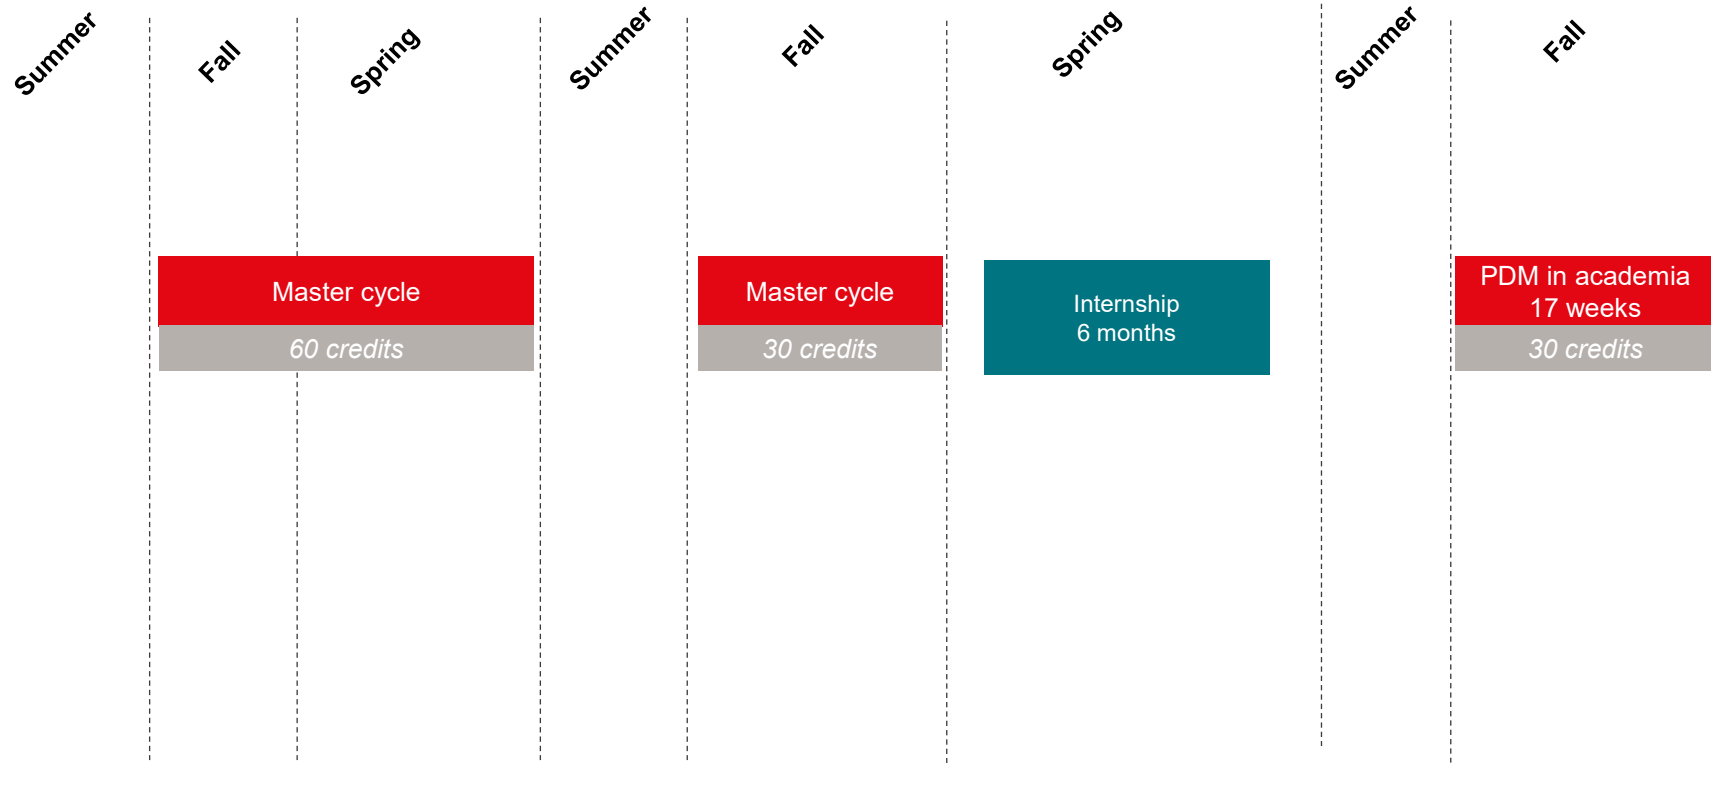 Summer
Fall
Spring
Summer
Fall
Spring
Summer
Fall
Master cycle
60 credits
Master cycle
30 credits
Internship
6 months
PDM in academia
17 weeks
30 credits